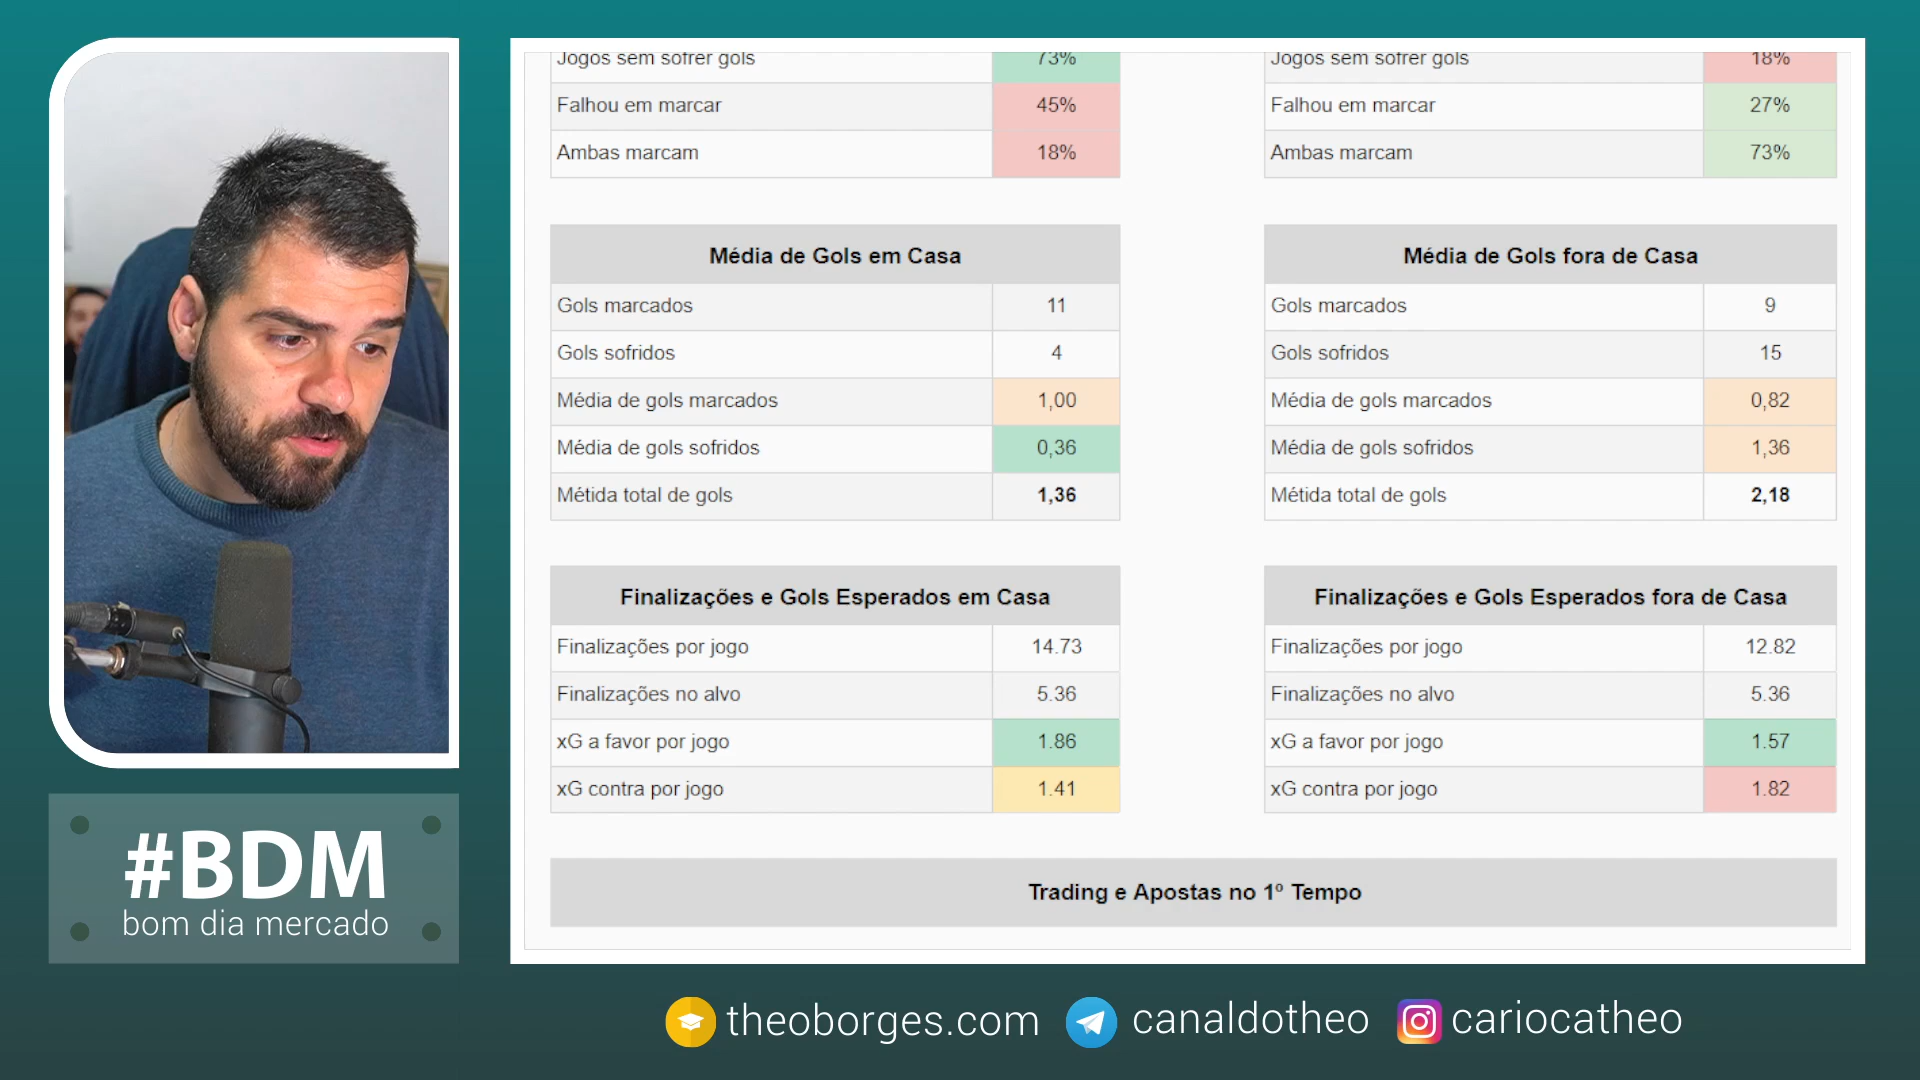 Jogos sem sofrer gols 73%
Falhou em marcar 45%
Ambas marcam 18%
Jogos sem sofrer gols 18%
Falhou em marcar 27%
Ambas marcam 73%
Média de Gols em Casa
Gols marcados 11
Gols sofridos 4
Média de gols marcados 1,00
Média de gols sofridos 0,36
Métida total de gols 1,36
Média de Gols fora de Casa
Gols marcados 9
Gols sofridos 15
Média de gols marcados 0,82
Média de gols sofridos 1,36
Métida total de gols 2,18
Finalizações e Gols Esperados em Casa
Finalizações por jogo 14.73
Finalizações no alvo 5.36
xG a favor por jogo 1.86
xG contra por jogo 1.41
Finalizações e Gols Esperados fora de Casa
Finalizações por jogo 12.82
Finalizações no alvo 5.36
xG a favor por jogo 1.57
xG contra por jogo 1.82
Trading e Apostas no 1º Tempo
#BDM
bom dia mercado
theoborges.com canaldotheo cariocatheo